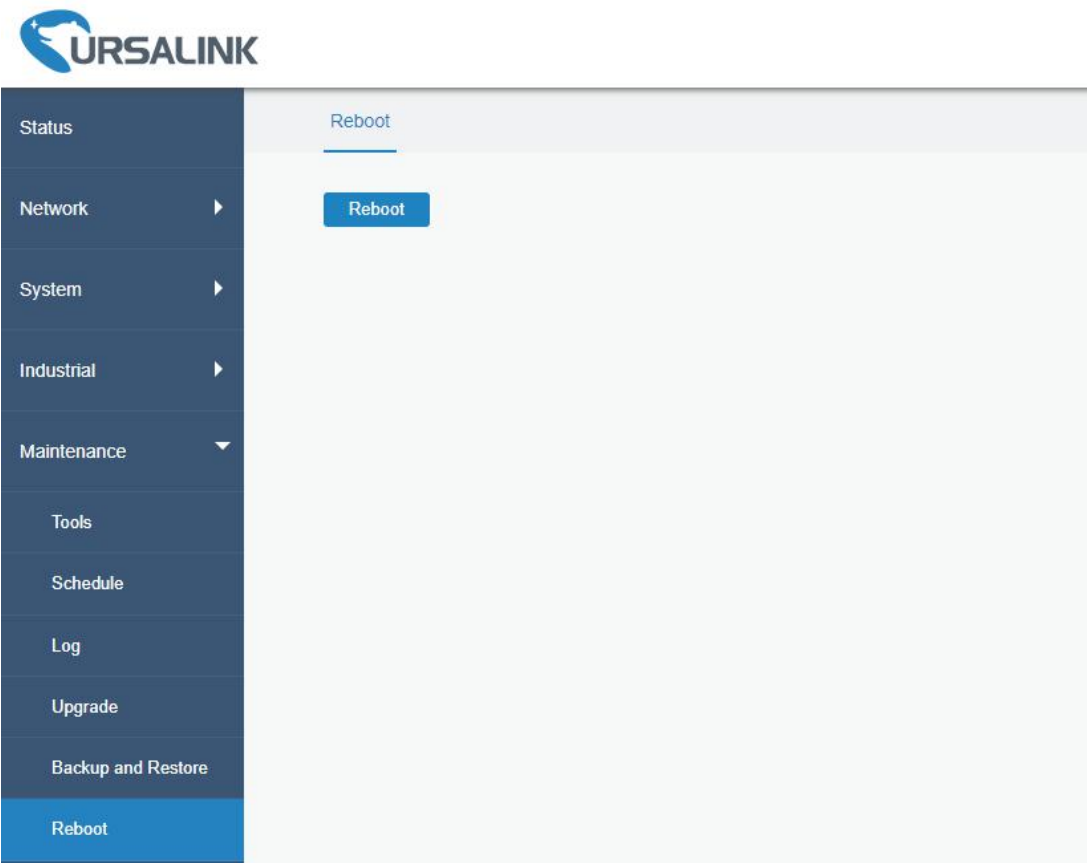 URSALINK
Status
Reboot
Network
Reboot
System
Industrial
Maintenance
Tools
Schedule
Log
Upgrade
Backup and Restore
Reboot